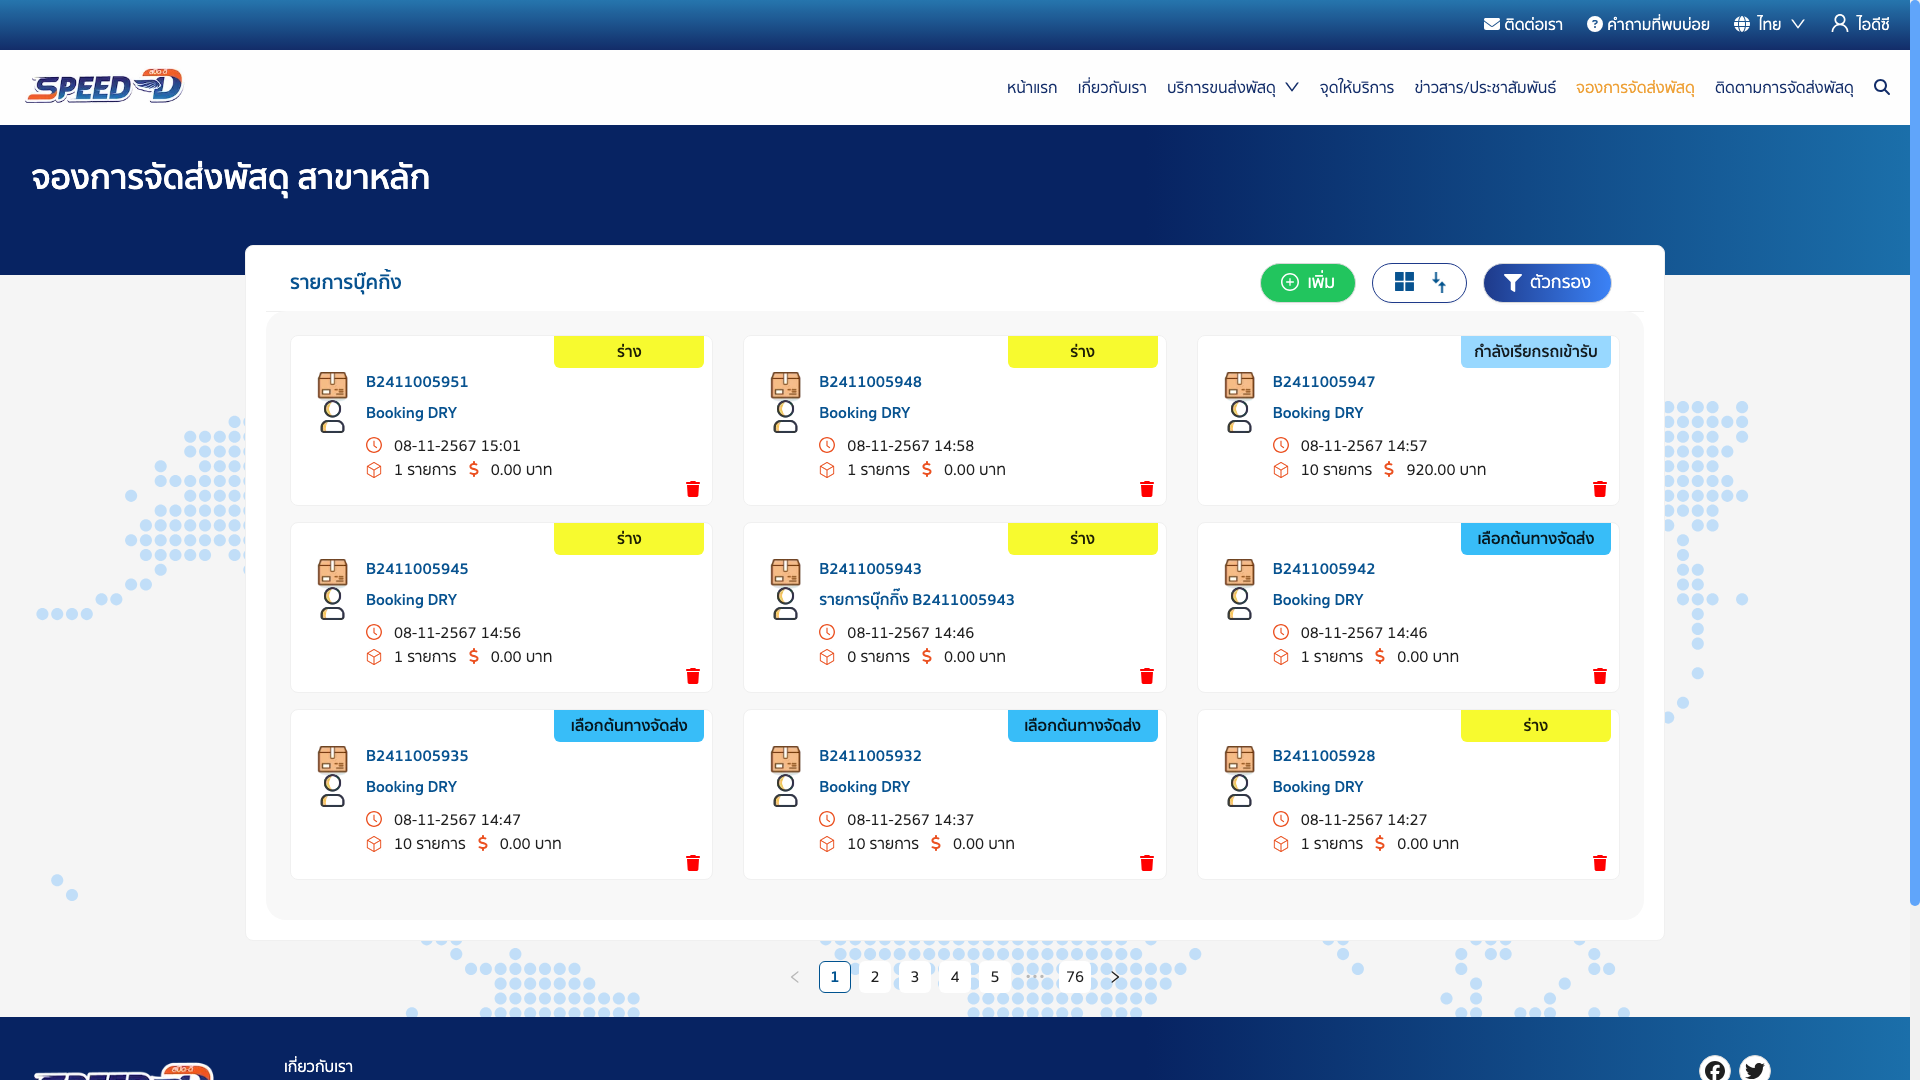 ติดต่อเรา คำถามที่พบบ่อย ไทย ไอดีซี
SPEED-D หน้าแรก เกี่ยวกับเรา บริการขนส่งพัสดุ จุดให้บริการ ข่าวสาร/ประชาสัมพันธ์ จองการจัดส่งพัสดุ ติดตามการจัดส่งพัสดุ
จองการจัดส่งพัสดุ สาขาหลัก
รายการบุ๊คกิ้ง เพิ่ม ตัวกรอง
ร่าง
B2411005951
Booking DRY
08-11-2567 15:01
1 รายการ $ 0.00 บาท
ร่าง
B2411005948
Booking DRY
08-11-2567 14:58
1 รายการ $ 0.00 บาท
กำลังเรียกรถเข้ารับ
B2411005947
Booking DRY
08-11-2567 14:57
10 รายการ $ 920.00 บาท
ร่าง
B2411005945
Booking DRY
08-11-2567 14:56
1 รายการ $ 0.00 บาท
ร่าง
B2411005943
รายการบุ๊กกิ๊ง B2411005943
08-11-2567 14:46
0 รายการ $ 0.00 บาท
เลือกต้นทางจัดส่ง
B2411005942
Booking DRY
08-11-2567 14:46
1 รายการ $ 0.00 บาท
เลือกต้นทางจัดส่ง
B2411005935
Booking DRY
08-11-2567 14:47
10 รายการ $ 0.00 บาท
เลือกต้นทางจัดส่ง
B2411005932
Booking DRY
08-11-2567 14:37
10 รายการ $ 0.00 บาท
ร่าง
B2411005928
Booking DRY
08-11-2567 14:27
1 รายการ $ 0.00 บาท
1 2 3 4 5 ••• 76
เกี่ยวกับเรา